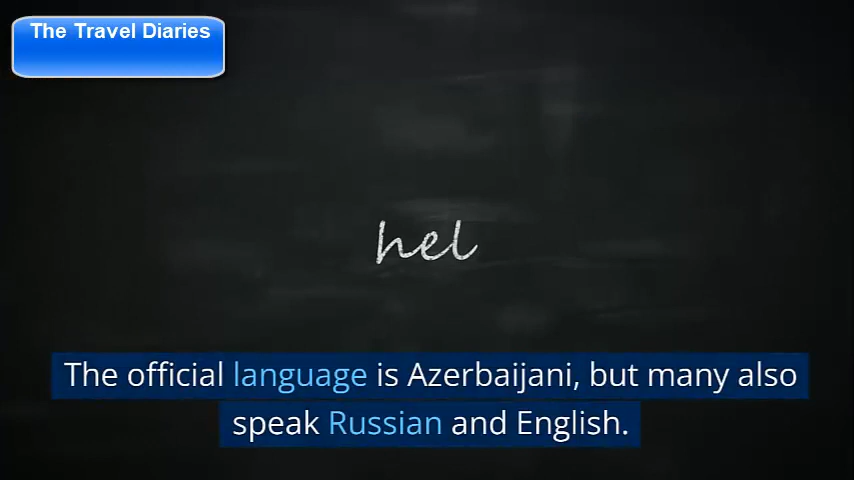 The Travel Diaries
hel
The official language is Azerbaijani, but many also
speak Russian and English.